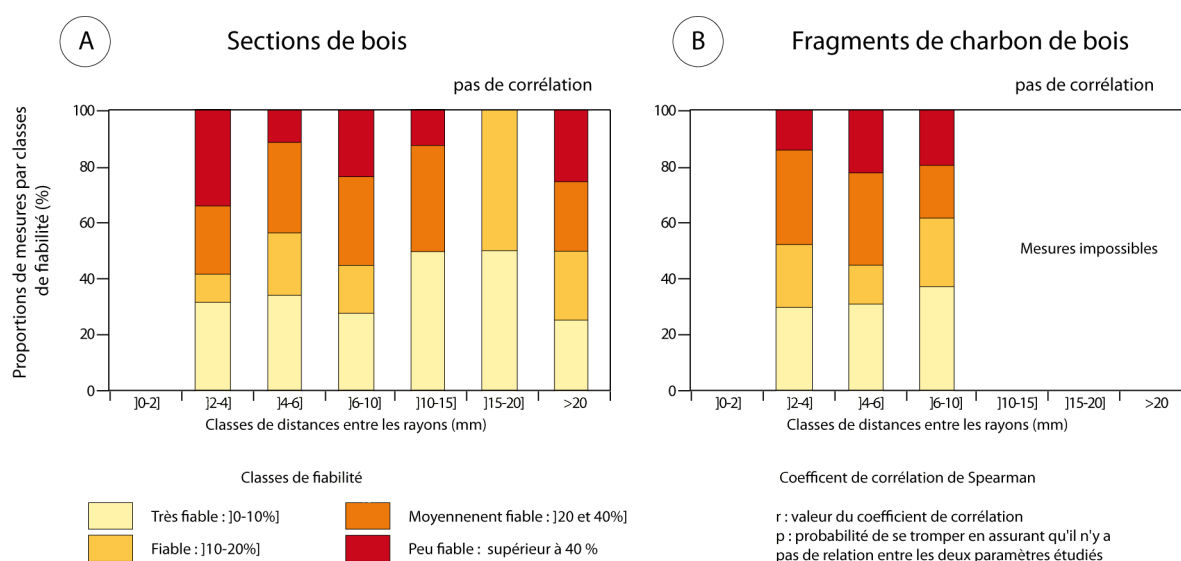 A
Sections de bois
pas de corrélation
Proportions de mesures par classes
de fiabilité (%)
100
80
60
40
20
0
]0-2]
]2-4]
]4-6]
]6-10]
]10-15]
]15-20]
>20
Classes de distances entre les rayons (mm)
B
Fragments de charbon de bois
pas de corrélation
100
80
60
40
20
0
Mesures impossibles
]0-2]
]2-4]
]4-6]
]6-10]
]10-15]
]15-20]
>20
Classes de distances entre les rayons (mm)
Classes de fiabilité
Très fiable : ]0-10%]
Fiable : ]10-20%]
Moyennenent fiable : ]20 et 40%]
Peu fiable : supérieur à 40 %
Coefficent de corrélation de Spearman
r : valeur du coefficient de corrélation
p : probabilité de se tromper en assurant qu'il n'y a
pas de relation entre les deux paramètres étudiés